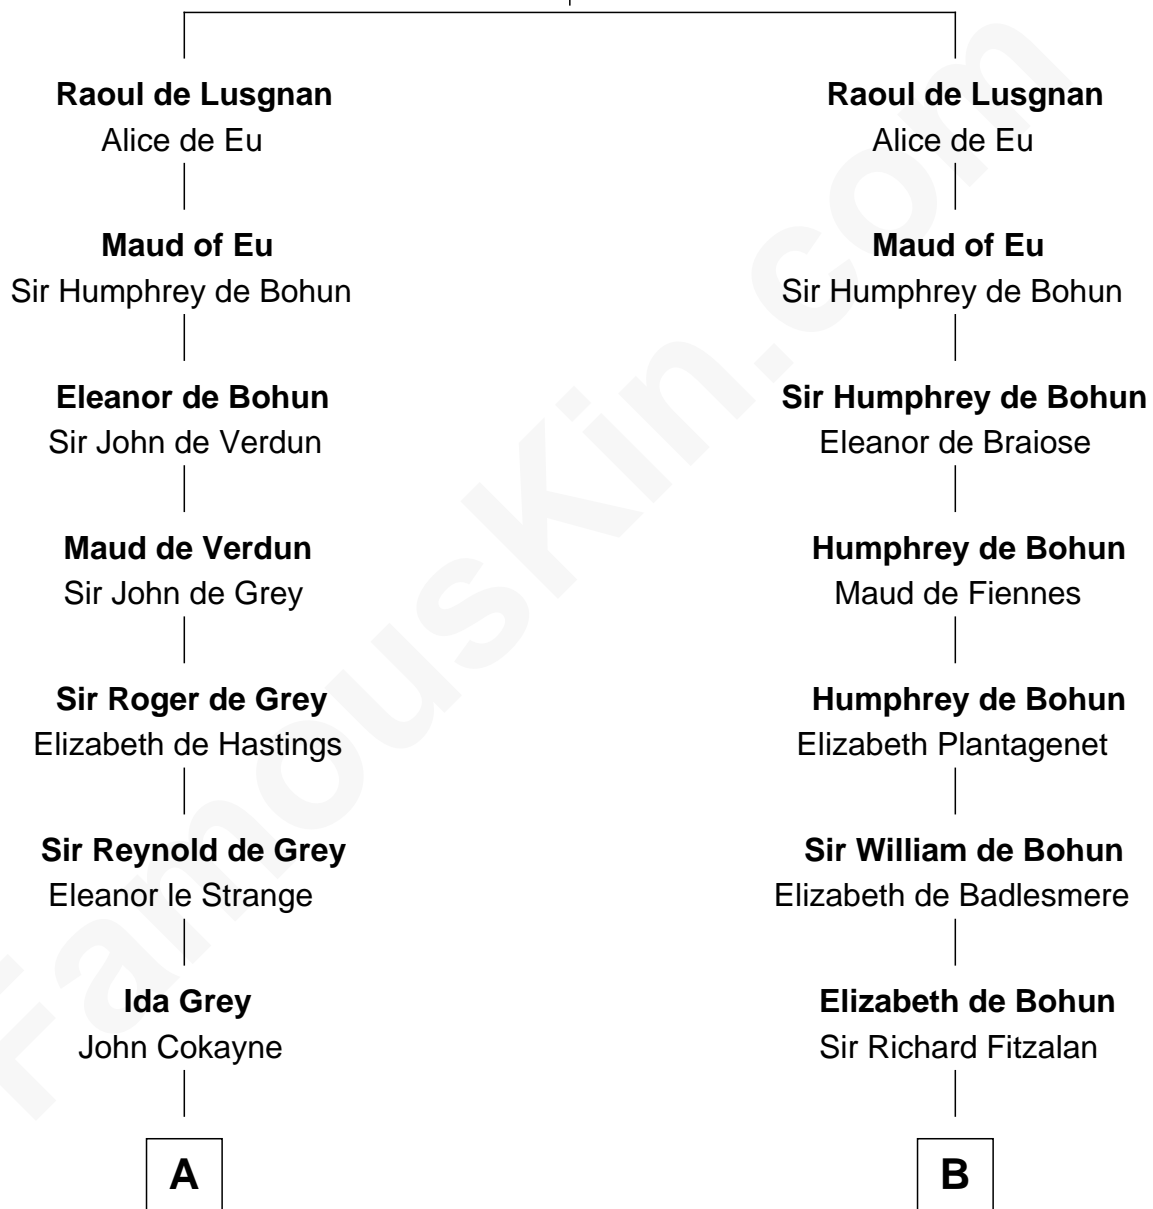 Raoul de Lusgnan
Alice de Eu
Maud of Eu
Sir Humphrey de Bohun
Eleanor de Bohun
Sir John de Verdun
Maud de Verdun
Sir John de Grey
Sir Roger de Grey
Elizabeth de Hastings
Sir Reynold de Grey
Eleanor le Strange
Ida Grey
John Cokayne
A
Raoul de Lusgnan
Alice de Eu
Maud of Eu
Sir Humphrey de Bohun
Sir Humphrey de Bohun
Eleanor de Braiose
Humphrey de Bohun
Maud de Fiennes
Humphrey de Bohun
Elizabeth Plantagenet
Sir William de Bohun
Elizabeth de Badlesmere
Elizabeth de Bohun
Sir Richard Fitzalan
B
FamousKin.com